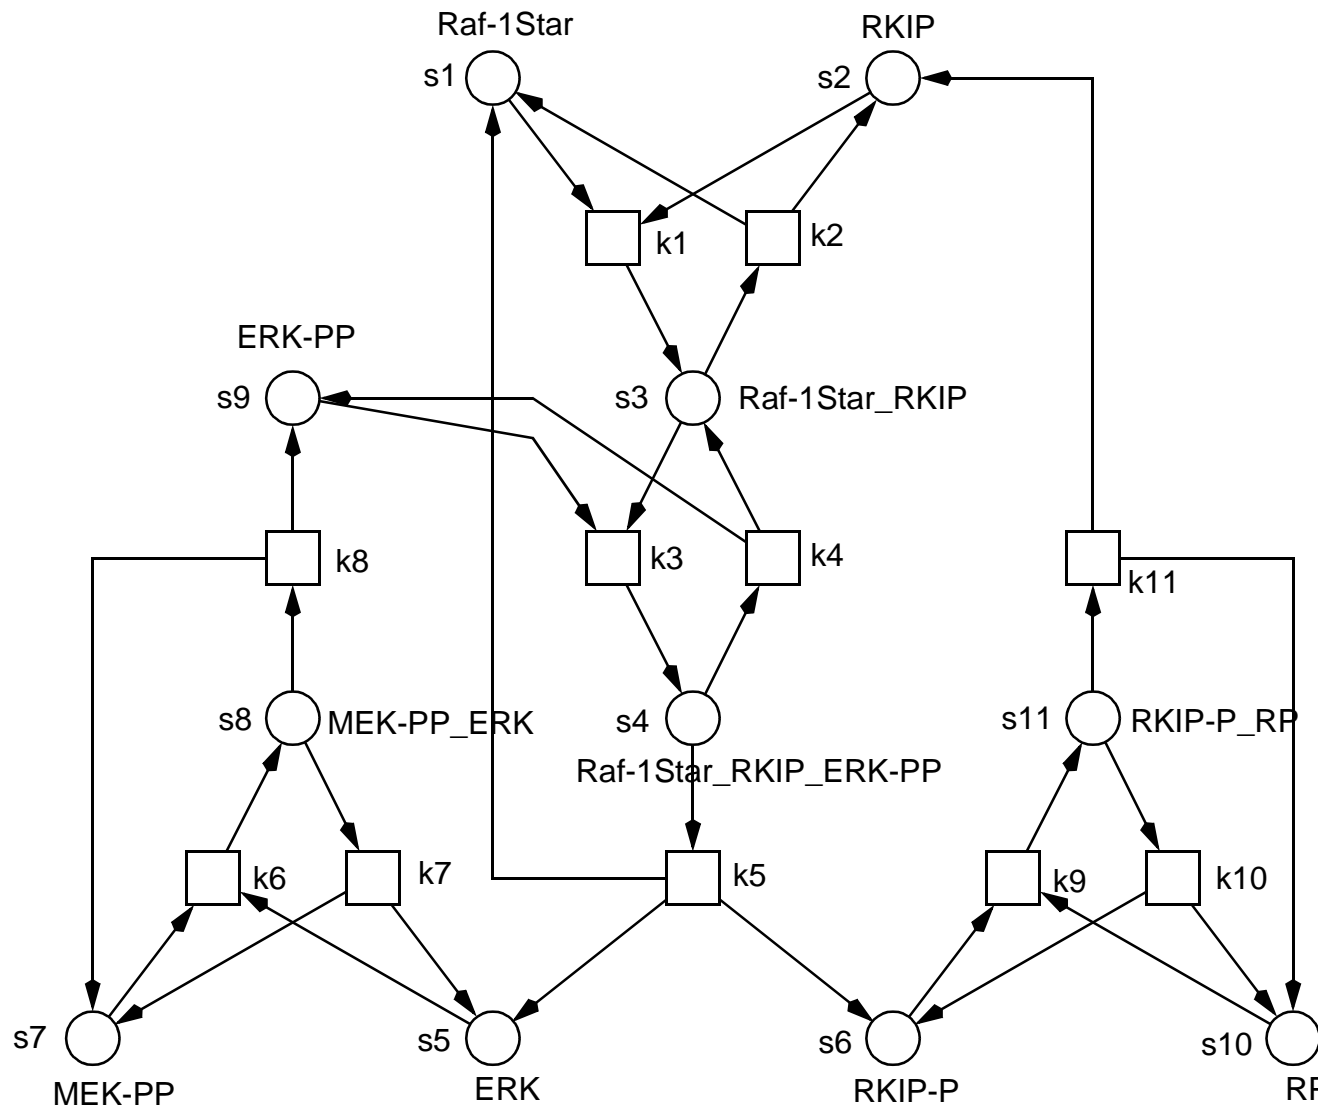 Raf-1Star
RKIP
s1
s2
k1
k2
ERK-PP
s9
s3
Raf-1Star_RKIP
k8
k3
k4
k11
s8
MEK-PP_ERK
s4
s11
RKIP-P_RP
Raf-1Star_RKIP_ERK-PP
k6
k7
k5
k9
k10
s7
s5
s6
s10
MEK-PP
ERK
RKIP-P